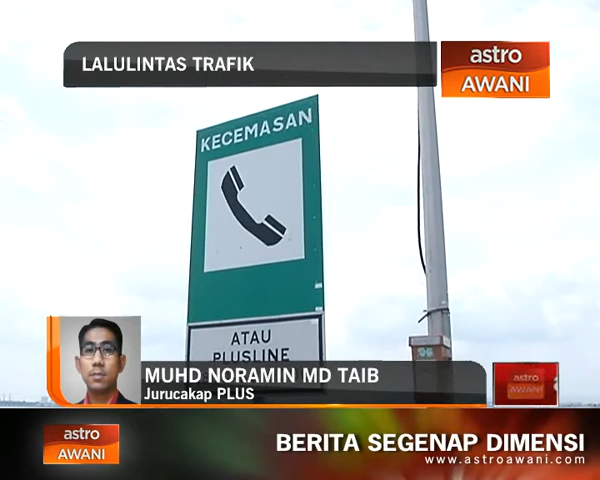 LALULINTAS TRAFIK
astro
AWANI
KECEMASAN
ATAU
PLUSLINE
MUHD NORAMIN MD TAIB
Jurucakap PLUS
astro
AWANI
astro
AWANI
BERITA SEGENAP DIMENSI
www.astroawani.com